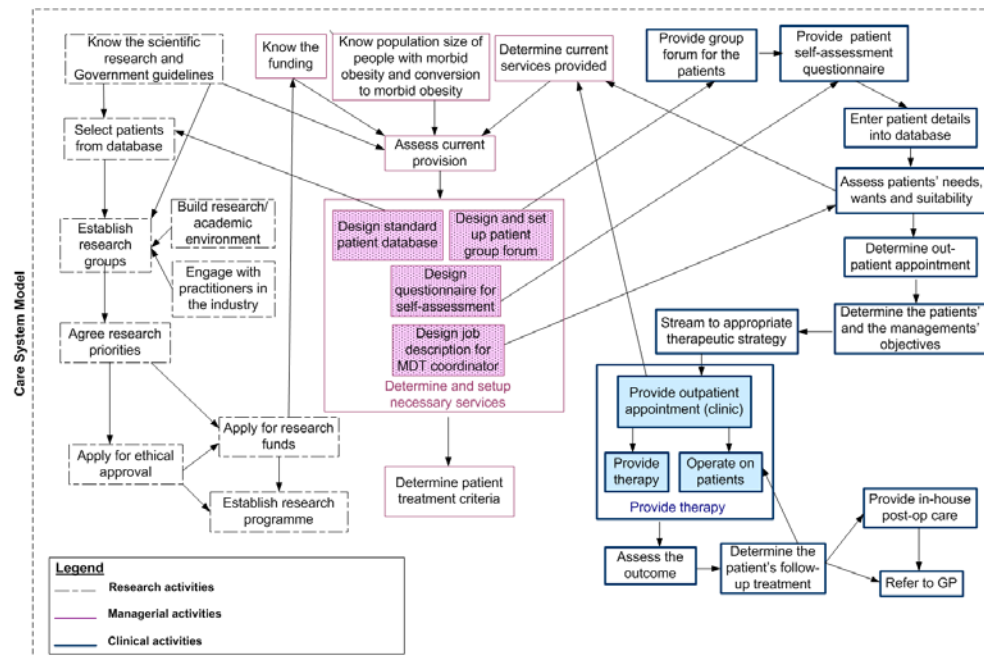 Care System Model
Know the scientific
research and
Government guidelines
Know the
funding
Know population size of
people with morbid
obesity and conversion
to morbid obesity
Determine current
services provided
Provide group
forum for the
patients
Provide patient
self-assessment
questionnaire
Select patients
from database
Assess current
provision
Enter patient details
into database
Assess patients' needs,
wants and suitability
Build research/
academic
environment
Establish
research
groups
Engage with
practitioners
in the industry
Design standard
patient database
Design and set
up patient
group forum
Design
questionnaire for
self-assessment
Design job
description for
MDT coordinator
Determine and setup
necessary services
Determine out-
patient appointment
Determine the patients'
and the managements'
objectives
Stream to appropriate
therapeutic strategy
Agree research
priorities
Provide outpatient
appointment (clinic)
Provide
therapy
Operate on
patients
Provide therapy
Apply for research
funds
Apply for ethical
approval
Establish research
programme
Determine patient
treatment criteria
Provide in-house
post-op care
Assess the
outcome
Determine the
patient's follow-
up treatment
Refer to GP
Legend
Research activities
Managerial activities
Clinical activities